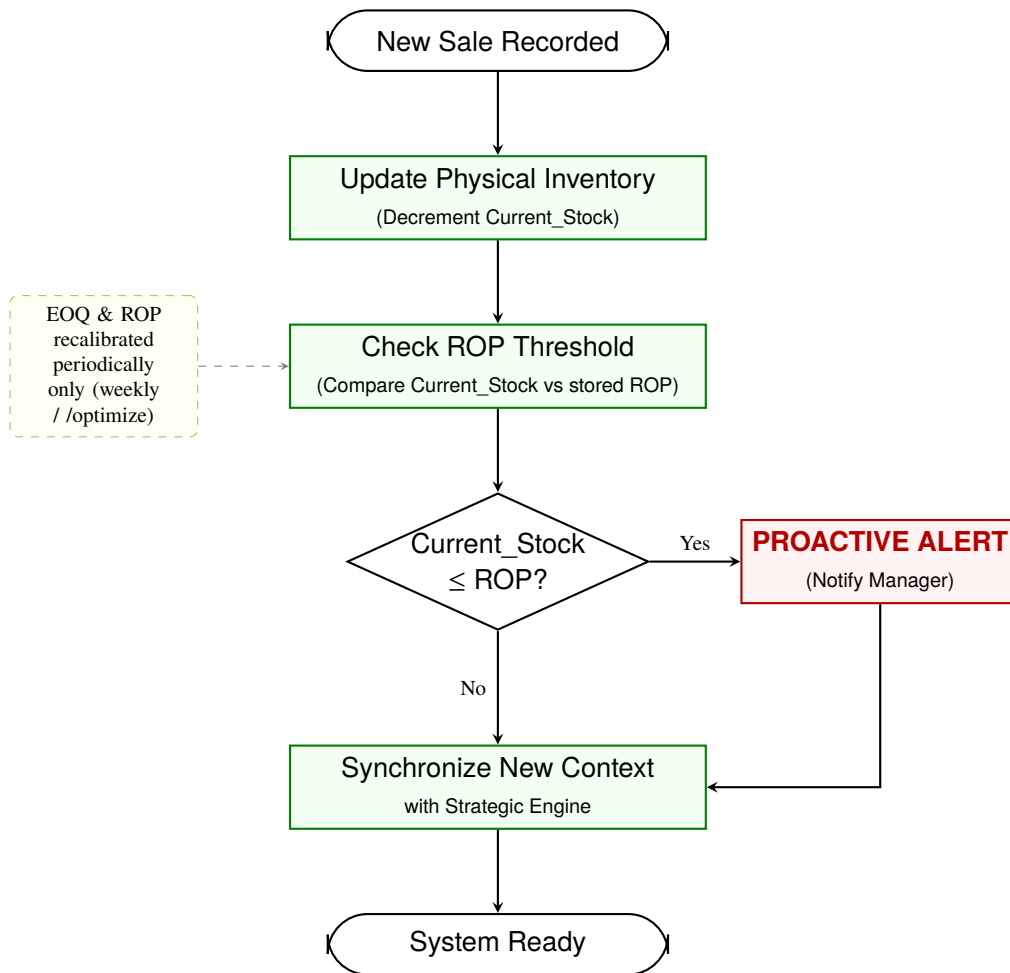 New Sale Recorded
Update Physical Inventory
(Decrement Current_Stock)
EOQ & ROP
recalibrated
periodically
only (weekly
/ /optimize)
Check ROP Threshold
(Compare Current_Stock vs stored ROP)
Current_Stock
≤ ROP?
Yes
PROACTIVE ALERT
(Notify Manager)
No
Synchronize New Context
with Strategic Engine
System Ready